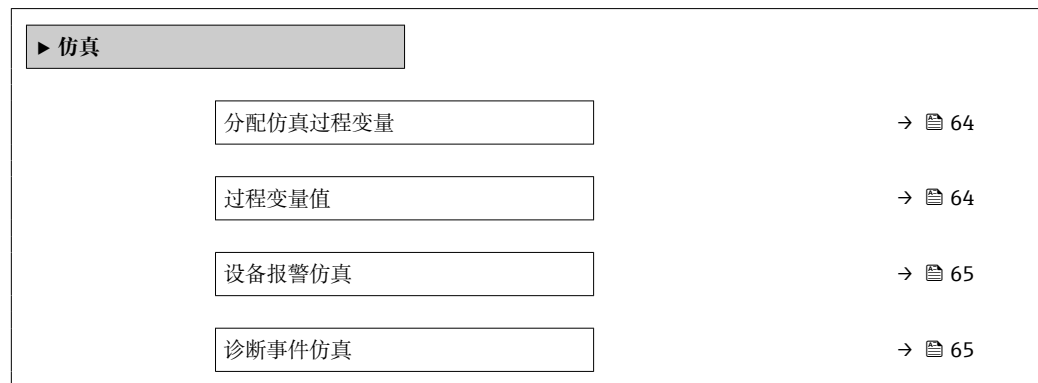 ▶ 仿真
分配仿真过程变量 → 64
过程变量值 → 64
设备报警仿真 → 65
诊断事件仿真 → 65